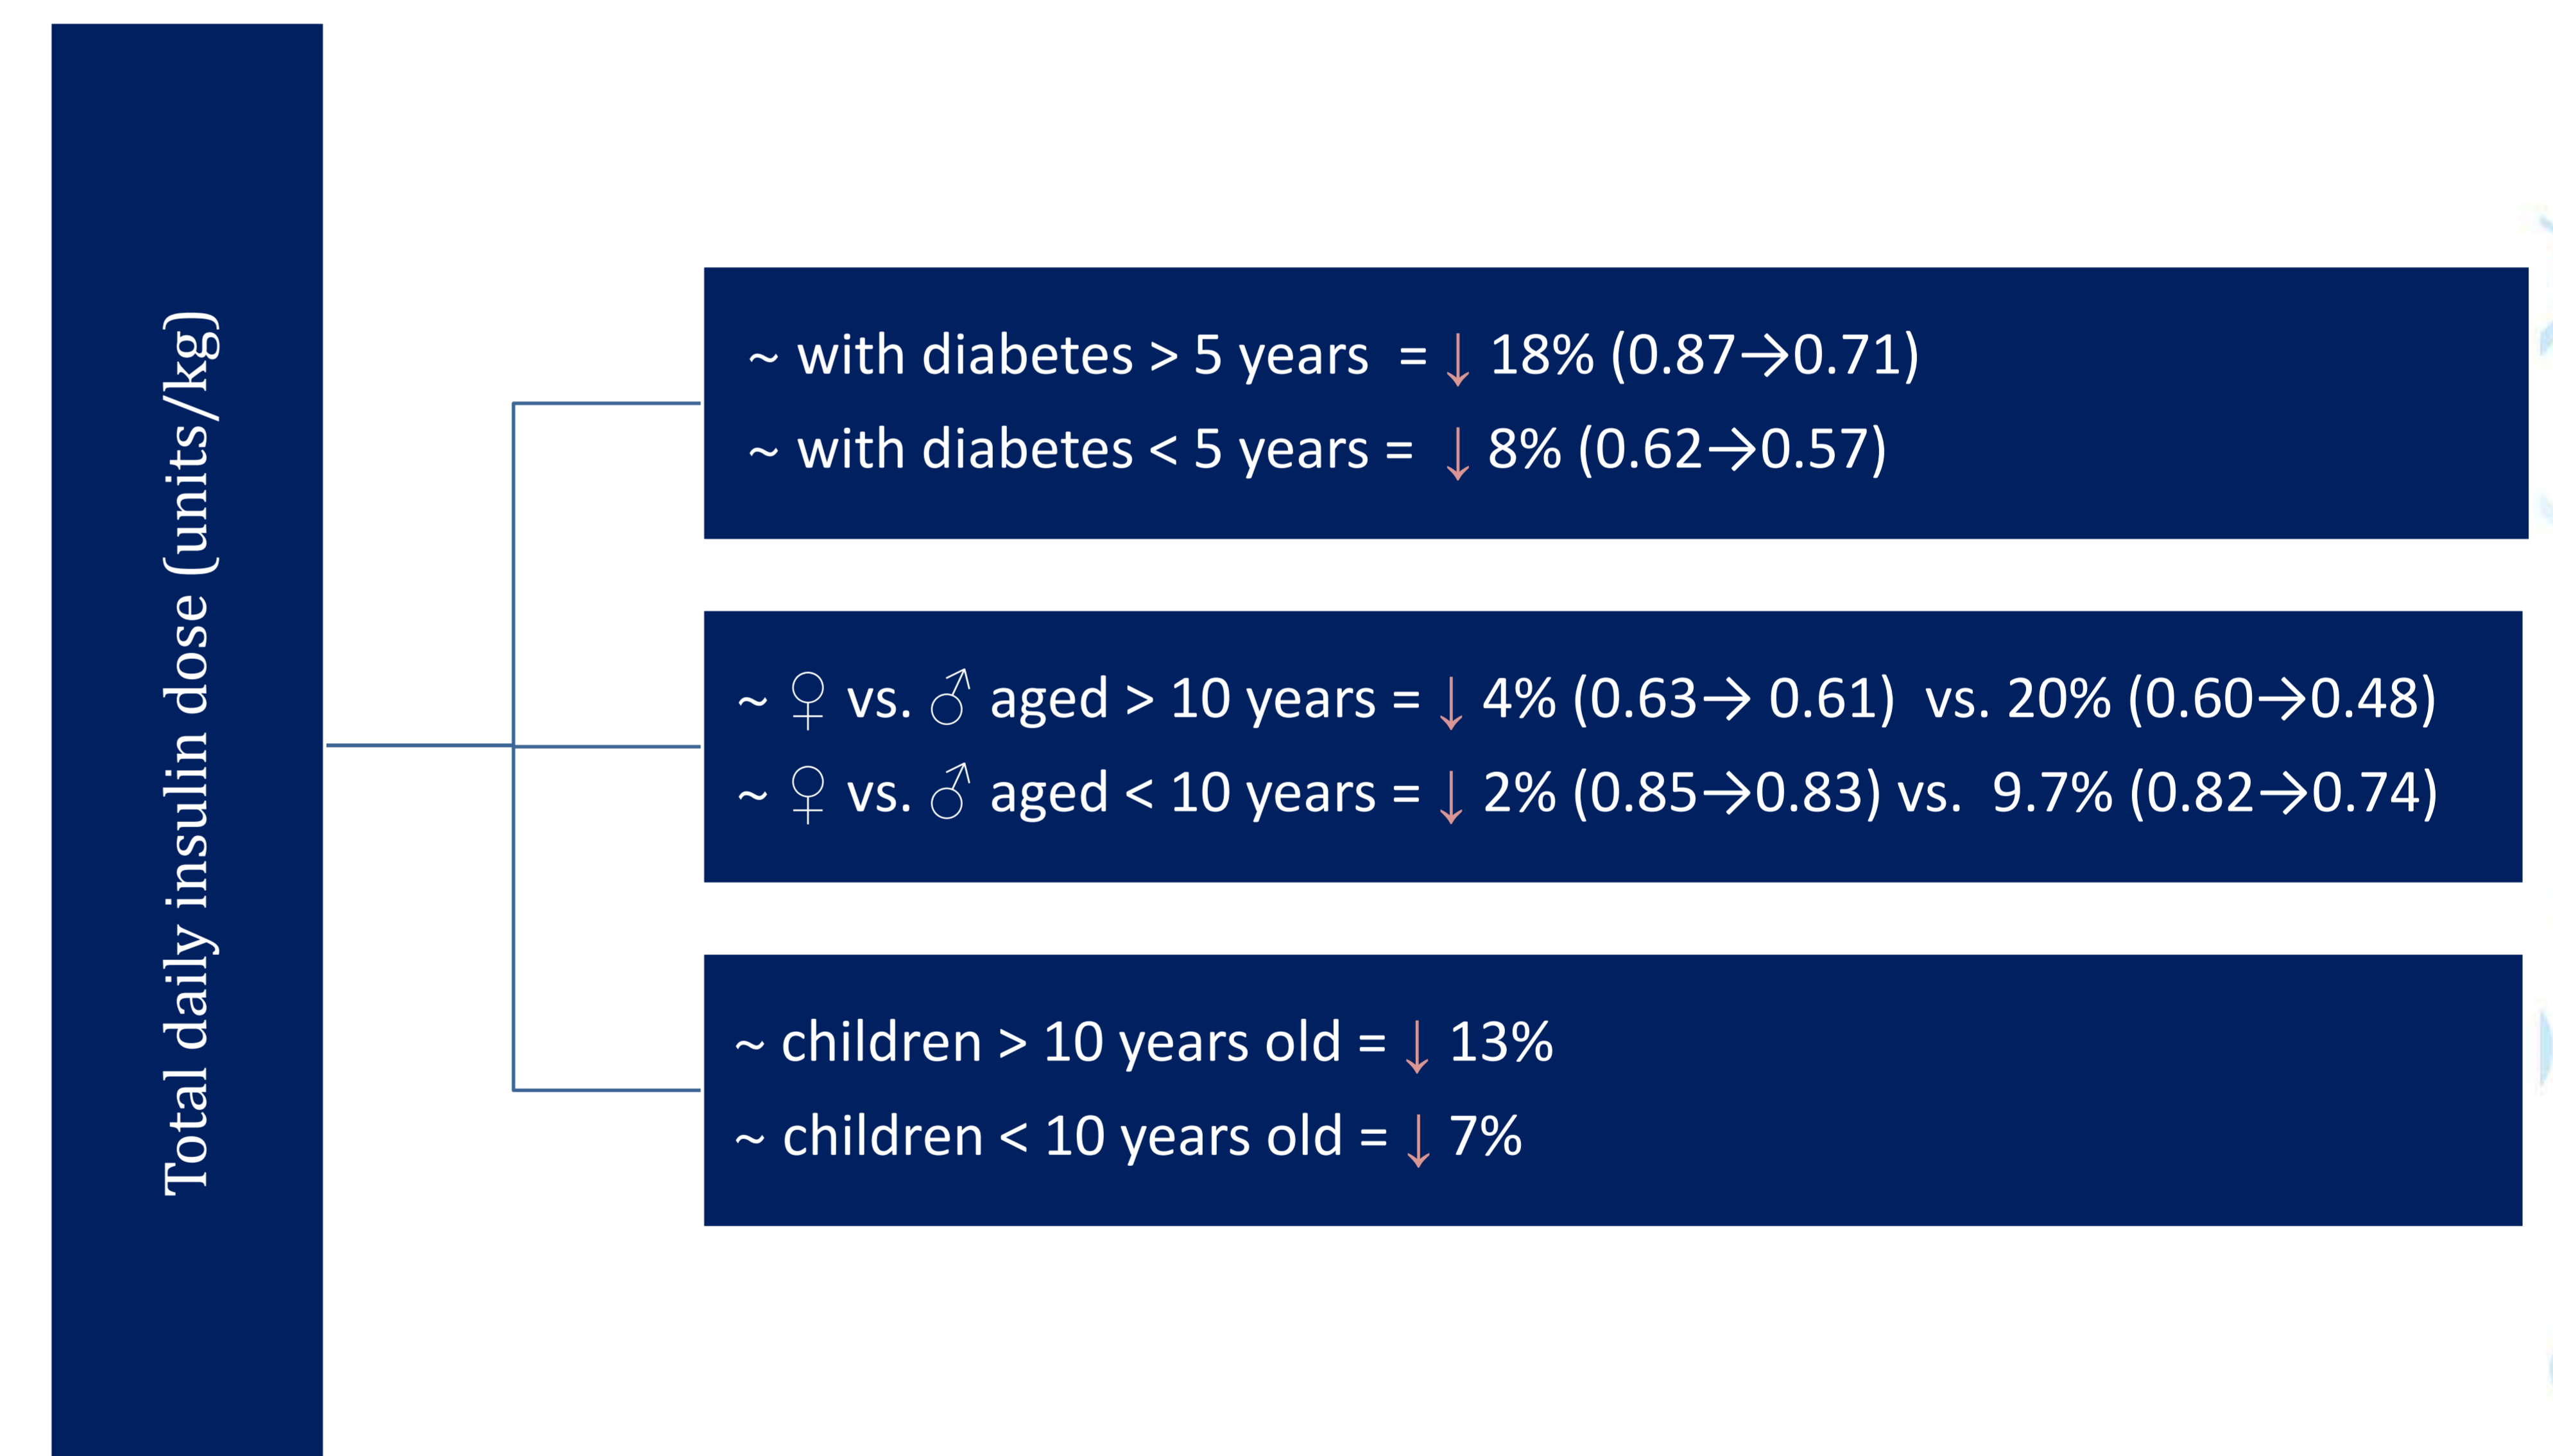 Total daily insulin dose (units/kg)
~ with diabetes > 5 years = ↓ 18% (0.87→0.71)
~ with diabetes < 5 years = ↓ 8% (0.62→0.57)
~ ♀ vs. ♂ aged > 10 years = ↓ 4% (0.63→ 0.61) vs. 20% (0.60→0.48)
~ ♀ vs. ♂ aged < 10 years = ↓ 2% (0.85→0.83) vs. 9.7% (0.82→0.74)
~ children > 10 years old = ↓ 13%
~ children < 10 years old = ↓ 7%